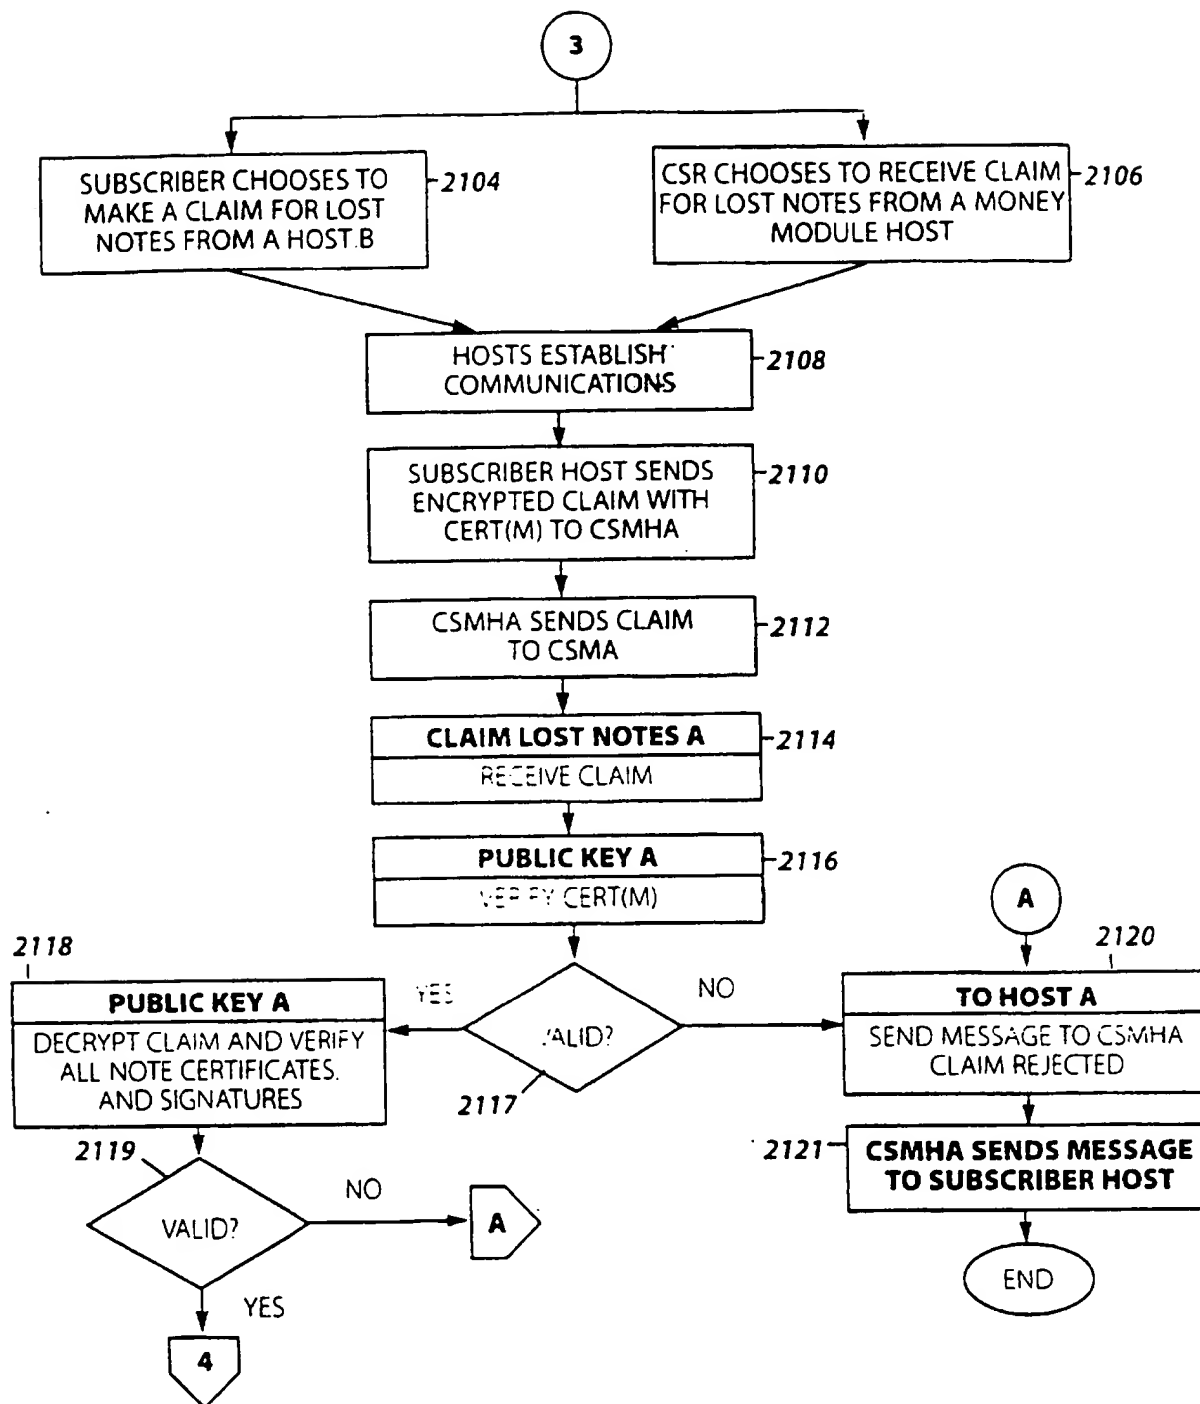 3
SUBSCRIBER CHOOSES TO
MAKE A CLAIM FOR LOST
NOTES FROM A HOST.B
2104
CSR CHOOSES TO RECEIVE CLAIM
FOR LOST NOTES FROM A MONEY
MODULE HOST
2106
HOSTS ESTABLISH
COMMUNICATIONS
2108
SUBSCRIBER HOST SENDS
ENCRYPTED CLAIM WITH
CERT(M) TO CSMHA
2110
CSMHA SENDS CLAIM
TO CSMA
2112
CLAIM LOST NOTES A
2114
RECEIVE CLAIM
PUBLIC KEY A
2116
VERIFY CERT(M)
VALID?
2117
YES
NO
2118
PUBLIC KEY A
DECRYPT CLAIM AND VERIFY
ALL NOTE CERTIFICATES.
AND SIGNATURES
2119
VALID?
NO
A
YES
4
A
2120
TO HOST A
SEND MESSAGE TO CSMHA
CLAIM REJECTED
2121
CSMHA SENDS MESSAGE
TO SUBSCRIBER HOST
END